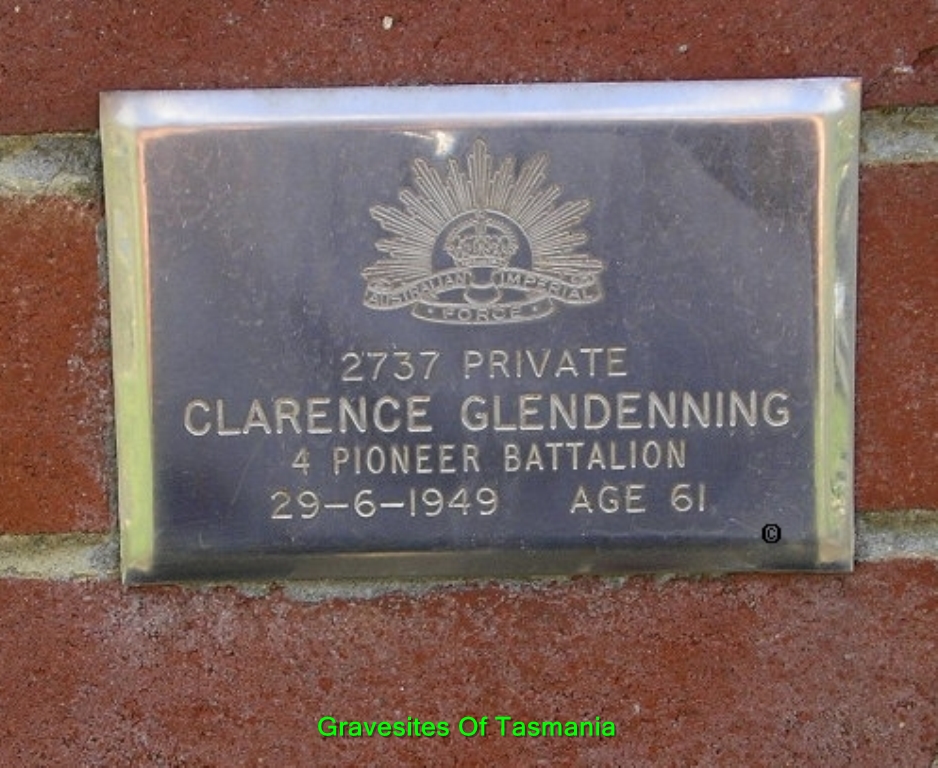 AUSTRALIAN IMPERIAL
FORCE
2737 PRIVATE
CLARENCE GLENDENNING
4 PIONEER BATTALION
29-6-1949 AGE 61
©
Gravesites Of Tasmania